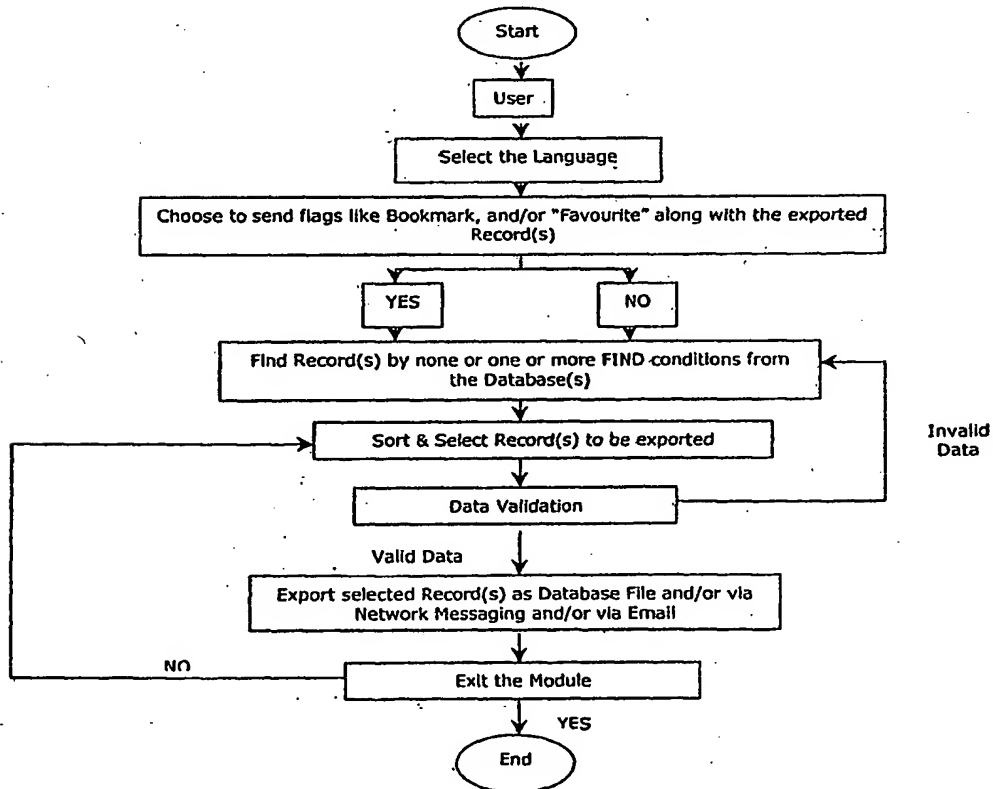 Start
User
Select the Language
Choose to send flags like Bookmark, and/or "Favourite" along with the exported
Record(s)
YES
NO
Find Record(s) by none or one or more FIND conditions from
the Database(s)
Sort & Select Record(s) to be exported
Invalid
Data
Data Validation
Valid Data
Export selected Record(s) as Database File and/or via
Network Messaging and/or via Email
NO
Exit the Module
YES
End